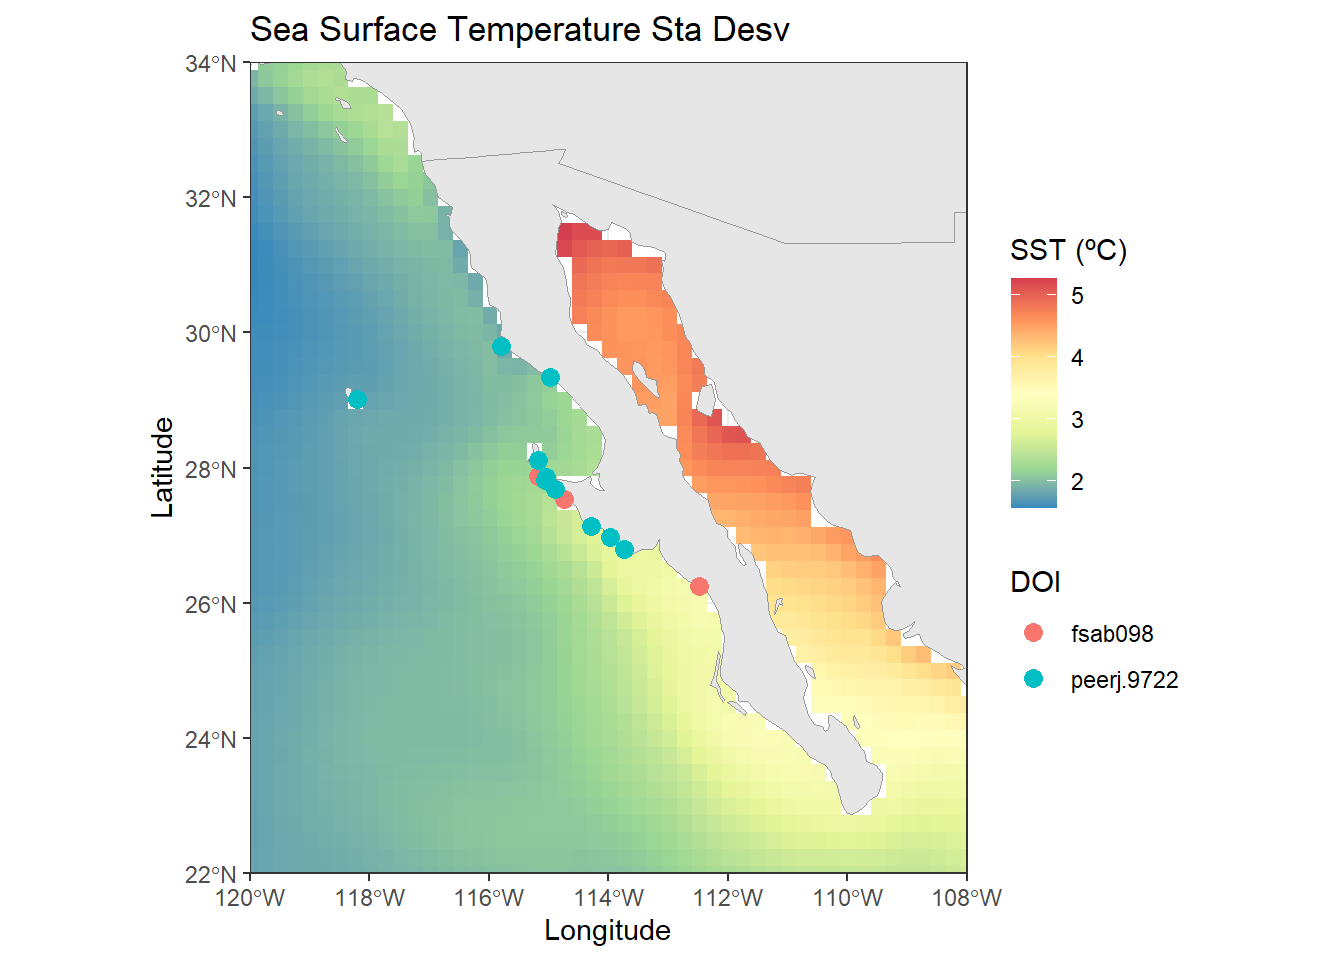 Sea Surface Temperature Sta Desv
34°N
32°N
30°N
28°N
26°N
24°N
22°N
Latitude
120°W 118°W 116°W 114°W 112°W 110°W 108°W
Longitude
SST (ºC)
5
4
3
2
DOI
fsab098
peerj.9722